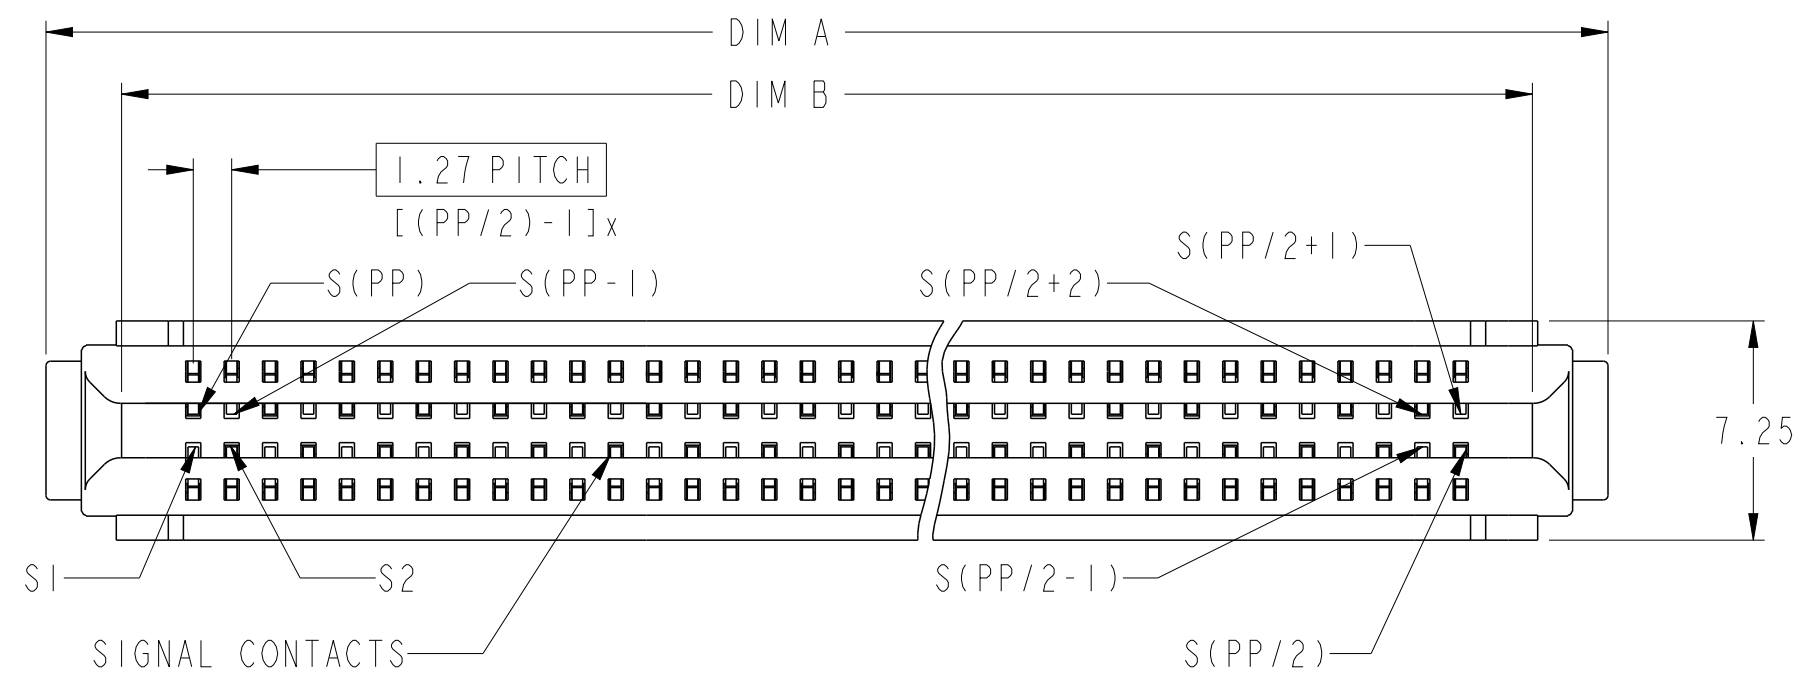 DIM A
DIM B
1.27 PITCH
[(PP/2)-1]x
S(PP/2+1)
S(PP)
S(PP-1)
S(PP/2+2)
7.25
S1
S2
S(PP/2-1)
SIGNAL CONTACTS
S(PP/2)